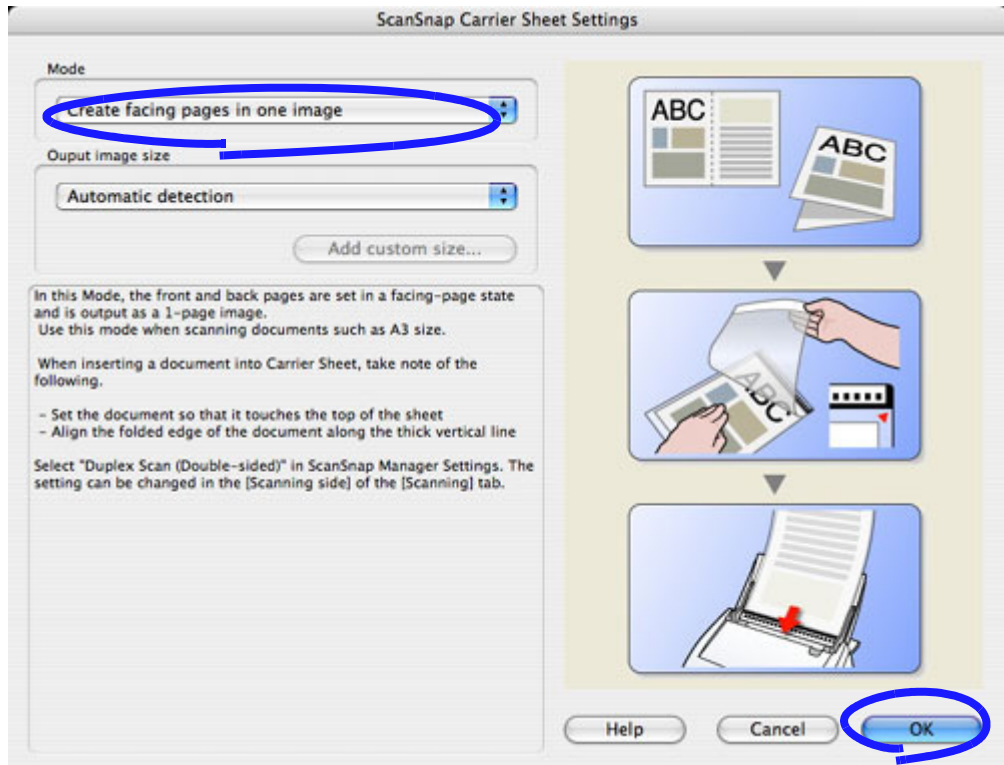 ScanSnap Carrier Sheet Settings
Mode
Create facing pages in one image
Ouput image size
Automatic detection
Add custom size...
In this Mode, the front and back pages are set in a facing-page state
and is output as a 1-page image.
Use this mode when scanning documents such as A3 size.
When inserting a document into Carrier Sheet, take note of the
following.
- Set the document so that it touches the top of the sheet
- Align the folded edge of the document along the thick vertical line
Select "Duplex Scan (Double-sided)" in ScanSnap Manager Settings. The
setting can be changed in the [Scanning side] of the [Scanning] tab.
ABC
ABC
ABC
Help
Cancel
OK